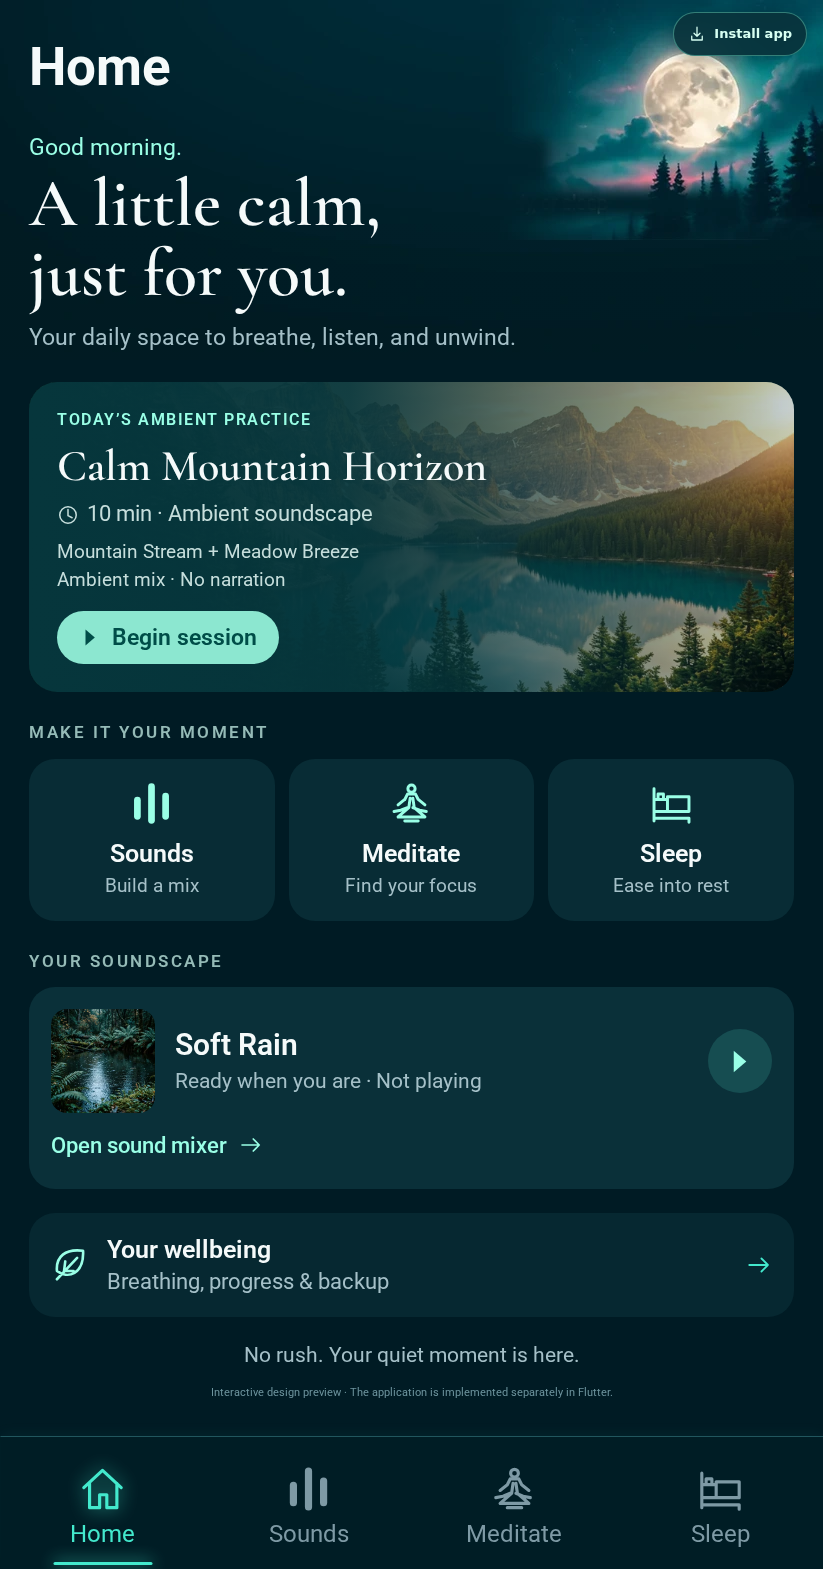 Install app
Home
Good morning.
A little calm,
just for you.
Your daily space to breathe, listen, and unwind.
TODAY’S AMBIENT PRACTICE
Calm Mountain Horizon
10 min · Ambient soundscape
Mountain Stream + Meadow Breeze
Ambient mix · No narration
Begin session
MAKE IT YOUR MOMENT
Sounds
Build a mix
Meditate
Find your focus
Sleep
Ease into rest
YOUR SOUNDSCAPE
Soft Rain
Ready when you are · Not playing
Open sound mixer
Your wellbeing
Breathing, progress & backup
No rush. Your quiet moment is here.
Interactive design preview · The application is implemented separately in Flutter.
Home
Sounds
Meditate
Sleep